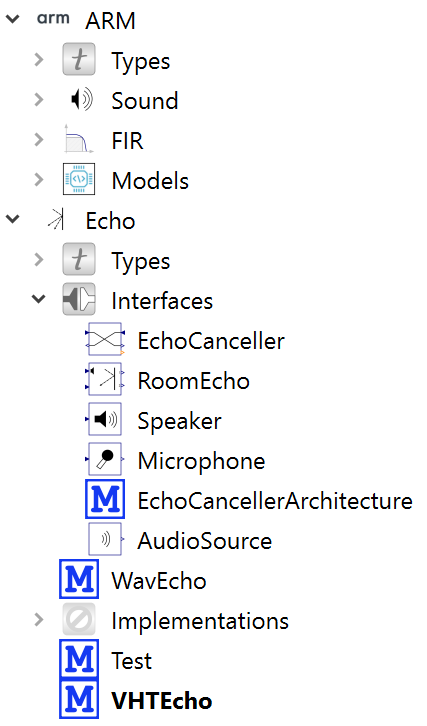 arm ARM
t Types
Sound
FIR
Models
Echo
t Types
Interfaces
EchoCanceller
RoomEcho
Speaker
Microphone
M EchoCancellerArchitecture
AudioSource
M WavEcho
Implementations
M Test
M VHTEcho